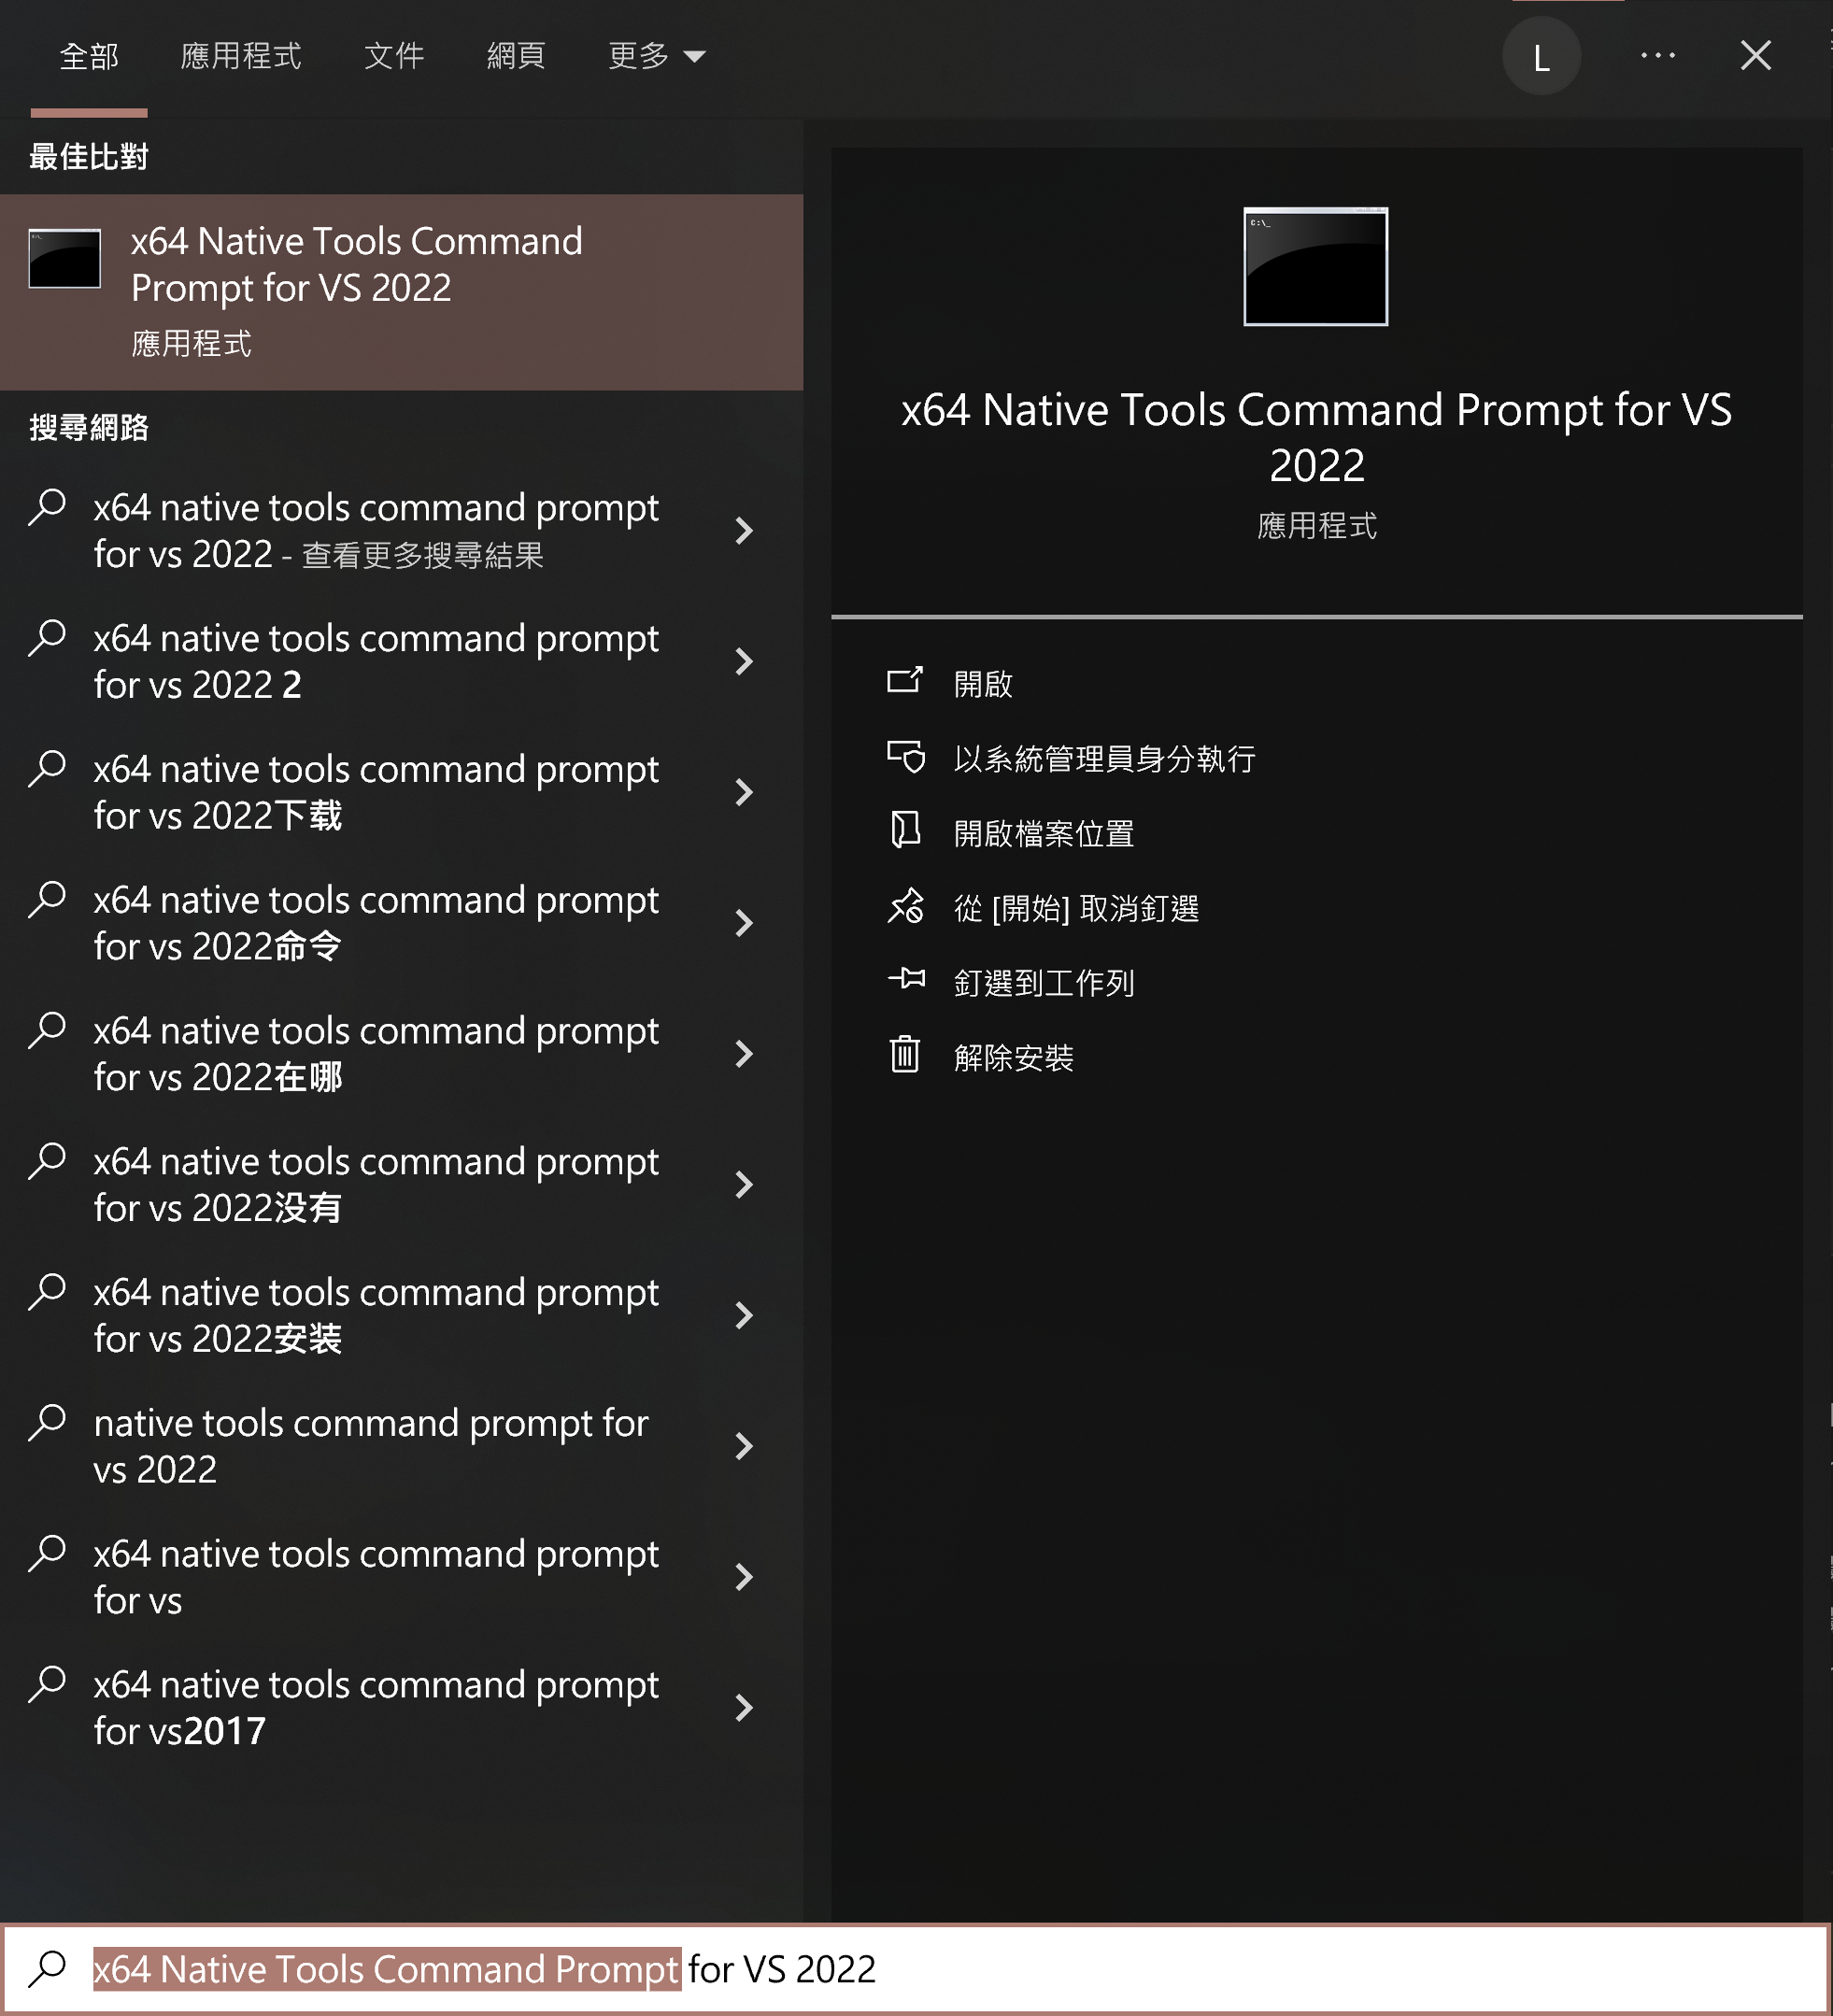 全部 應用程式 文件 網頁 更多 L
最佳比對
x64 Native Tools Command
Prompt for VS 2022
應用程式
搜尋網路
x64 native tools command prompt
for vs 2022 - 查看更多搜尋結果
x64 native tools command prompt
for vs 2022 2
x64 native tools command prompt
for vs 2022下载
x64 native tools command prompt
for vs 2022命令
x64 native tools command prompt
for vs 2022在哪
x64 native tools command prompt
for vs 2022没有
x64 native tools command prompt
for vs 2022安装
native tools command prompt for
vs 2022
x64 native tools command prompt
for vs
x64 native tools command prompt
for vs2017
C:\_
x64 Native Tools Command Prompt for VS
2022
應用程式
開啟
以系統管理員身分執行
開啟檔案位置
從 [開始] 取消釘選
釘選到工作列
解除安裝
x64 Native Tools Command Prompt for VS 2022